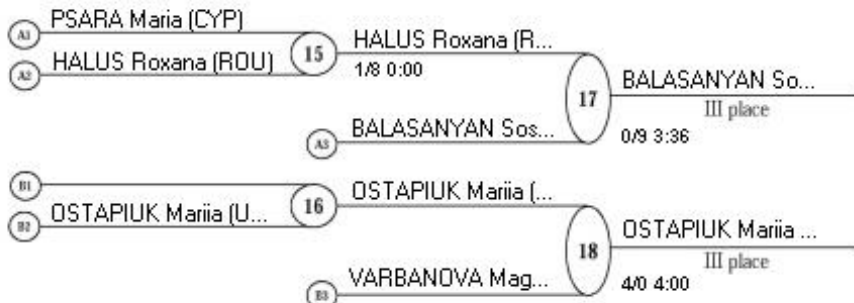 A1 PSARA Maria (CYP)
A2 HALUS Roxana (ROU)
15
HALUS Roxana (R...
1/8 0:00
A3 BALASANYAN Sos...
17
BALASANYAN So...
III place
0/9 3:36
B1
B2 OSTAPIUK Mariia (U...
16
OSTAPIUK Mariia (...
B3 VARBANOVA Mag...
18
OSTAPIUK Mariia ...
III place
4/0 4:00